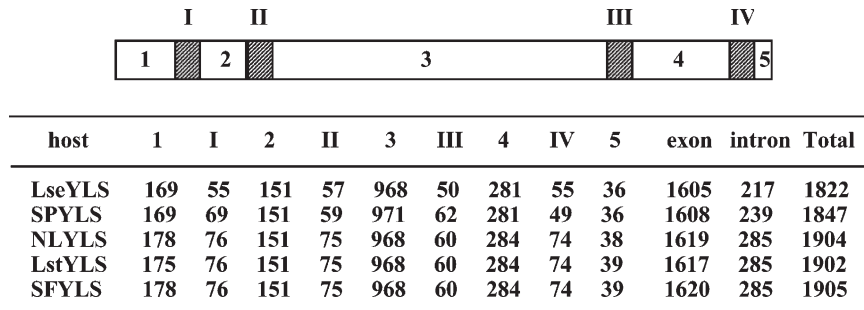 I II III IV
1 2 3 4 5
host 1 I 2 II 3 III 4 IV 5 exon intron Total
LseYLS 169 55 151 57 968 50 281 55 36 1605 217 1822
SPYLS 169 69 151 59 971 62 281 49 36 1608 239 1847
NLYLS 178 76 151 75 968 60 284 74 38 1619 285 1904
LstYLS 175 76 151 75 968 60 284 74 39 1617 285 1902
SFYLS 178 76 151 75 968 60 284 74 39 1620 285 1905